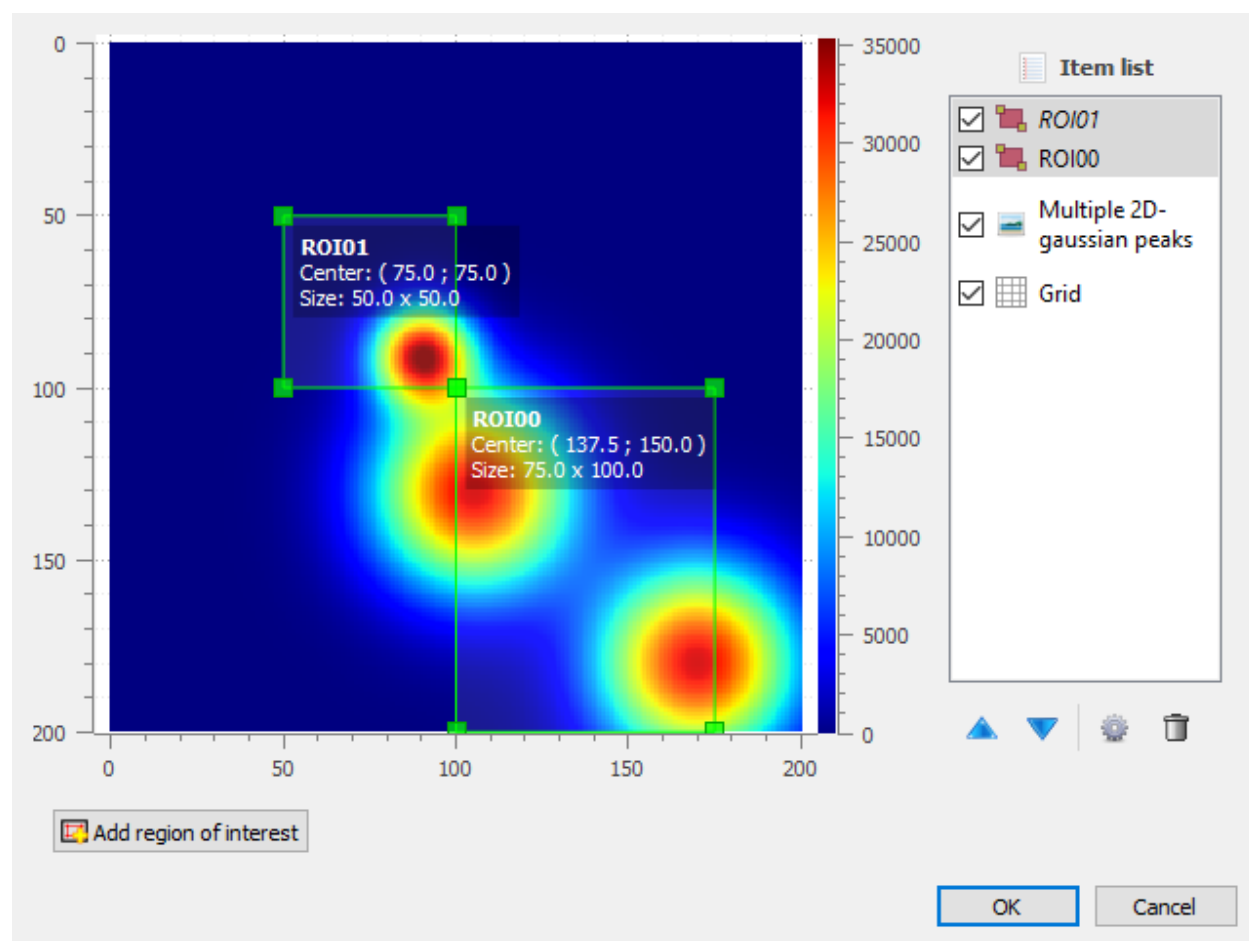 0
50
100
150
200
0
50
100
150
200
ROI01
Center: ( 75.0 ; 75.0 )
Size: 50.0 x 50.0
ROI00
Center: ( 137.5 ; 150.0 )
Size: 75.0 x 100.0
35000
30000
25000
20000
15000
10000
5000
0
Item list
ROI01
ROI00
Multiple 2D-
gaussian peaks
Grid
Add region of interest
OK
Cancel